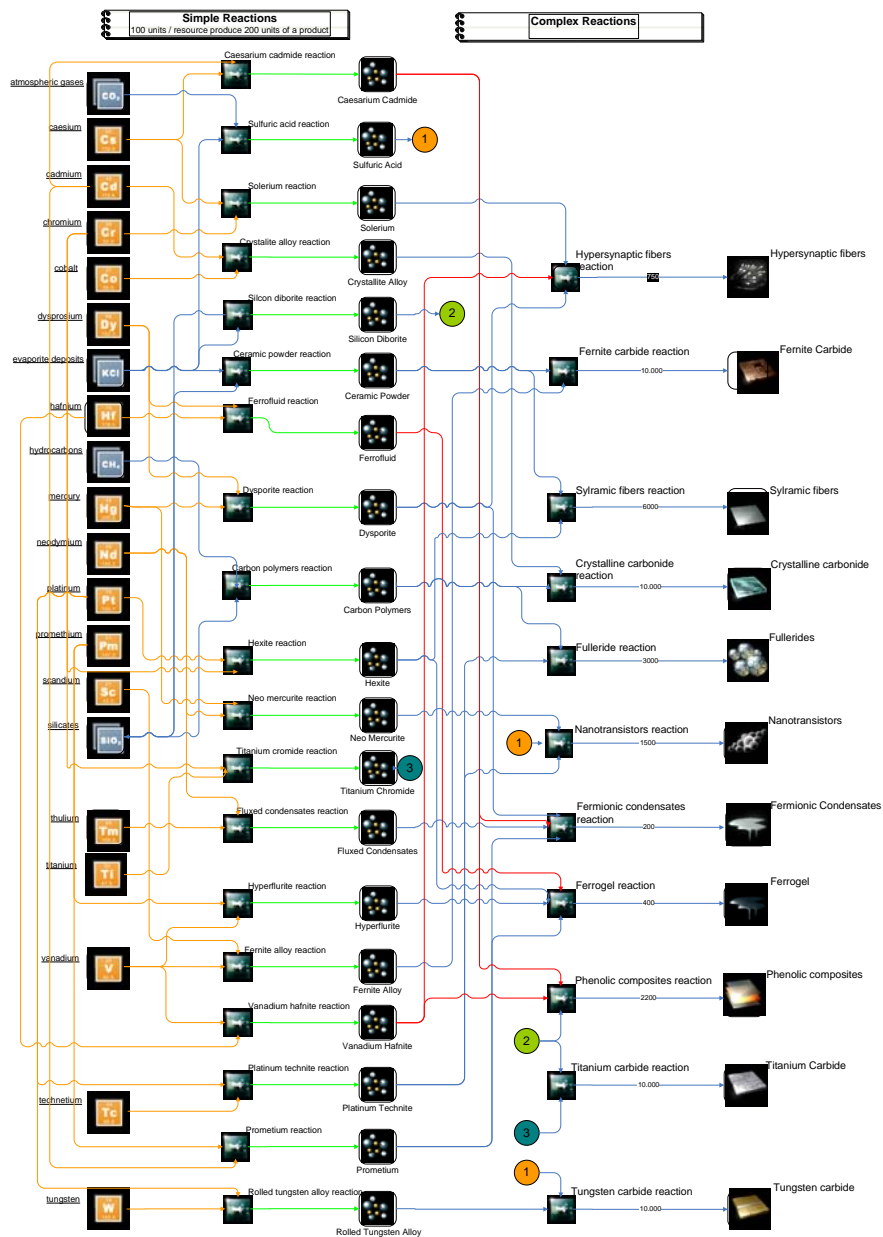 Simple Reactions
100 units / resource produce 200 units of a product
Complex Reactions
Caesarium cadmide reaction
atmospheric gases
CO₂
Caesarium Cadmide
caesium
Cs
Sulfuric acid reaction
1
Sulfuric Acid
cadmium
Cd
Solerium reaction
Solerium
chromium
Cr
Crystalite alloy reaction
Crystallite Alloy
Hypersynaptic fibers
reaction
750
Hypersynaptic fibers
cobalt
Co
Silcon diborite reaction
2
Silicon Diborite
dysprosium
Dy
evaporite deposits
KCl
Ceramic powder reaction
Ceramic Powder
Fernite carbide reaction
10.000
Fernite Carbide
hafnium
Hf
Ferrofluid reaction
Ferrofluid
hydrocarbons
CH₄
mercury
Hg
Dysporite reaction
Dysporite
Sylramic fibers reaction
6000
Sylramic fibers
neodymium
Nd
Carbon polymers reaction
Carbon Polymers
Crystalline carbonide
reaction
10.000
Crystalline carbonide
platinum
Pt
promethium
Pm
Hexite reaction
Hexite
Fulleride reaction
3000
Fullerides
scandium
Sc
Neo mercurite reaction
Neo Mercurite
silicates
SiO₂
1
Nanotransistors reaction
1500
Nanotransistors
Titanium cromide reaction
3
Titanium Chromide
thulium
Tm
Fluxed condensates reaction
Fluxed Condensates
Fermionic condensates
reaction
200
Fermionic Condensates
titanium
Ti
Hyperflurite reaction
Hyperflurite
Ferrogel reaction
400
Ferrogel
vanadium
V
Fernite alloy reaction
Fernite Alloy
Phenolic composites reaction
2200
Phenolic composites
Vanadium hafnite reaction
Vanadium Hafnite
2
Platinum technite reaction
Platinum Technite
Titanium carbide reaction
10.000
Titanium Carbide
technetium
Tc
Prometium reaction
Prometium
3
1
tungsten
W
Rolled tungsten alloy reaction
Rolled Tungsten Alloy
Tungsten carbide reaction
10.000
Tungsten carbide